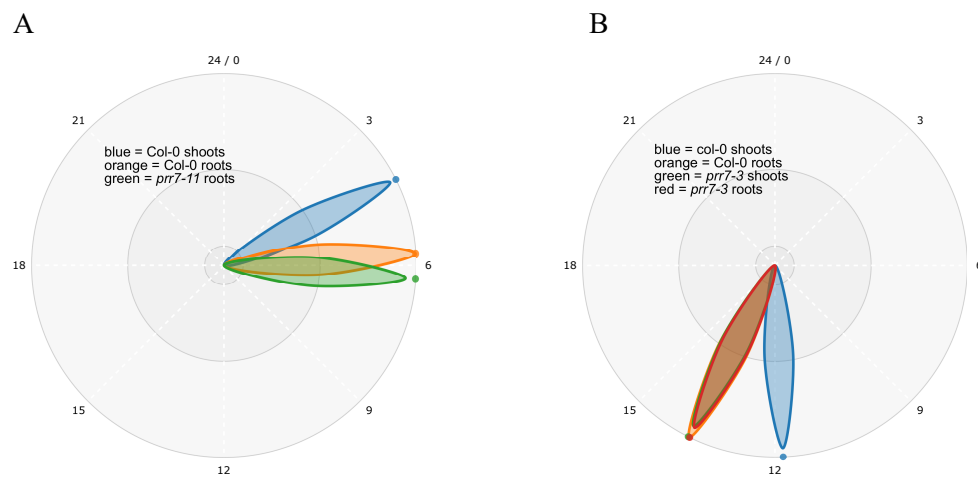 A
B
24 / 0
3
6
9
12
15
18
21
blue = Col-0 shoots
orange = Col-0 roots
green = prr7-11 roots
24 / 0
3
6
9
12
15
18
21
blue = col-0 shoots
orange = Col-0 roots
green = prr7-3 shoots
red = prr7-3 roots